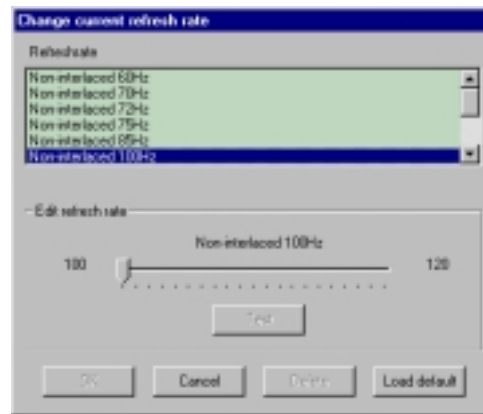 Change current refresh rate
Refreshrate
Non-interlaced 60Hz
Non-interlaced 70Hz
Non-interlaced 72Hz
Non-interlaced 75Hz
Non-interlaced 85Hz
Non-interlaced 100Hz
Edit refresh rate
Non-interlaced 100Hz
100
120
Test
OK
Cancel
Delete
Load default